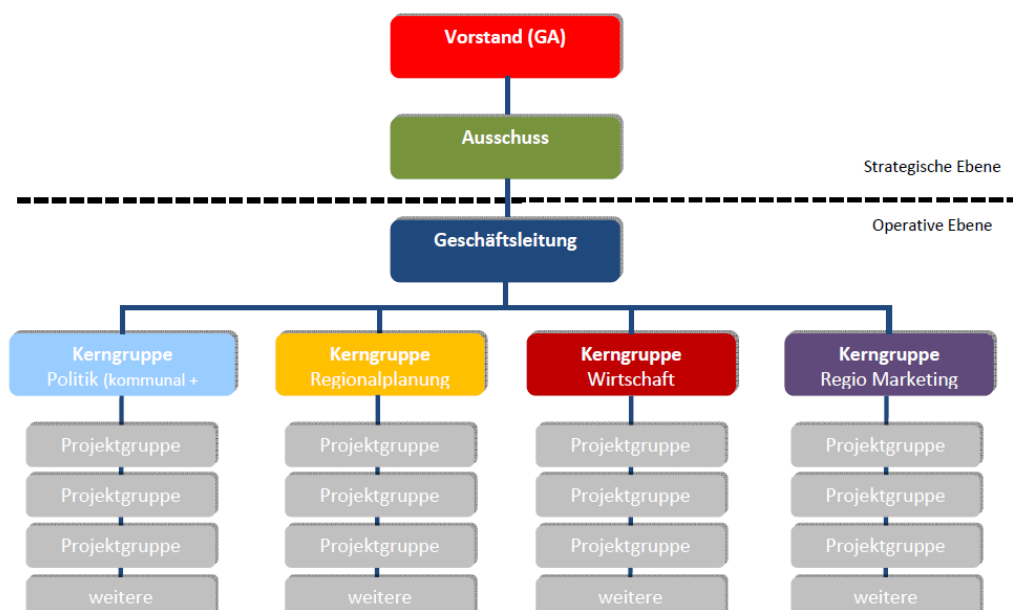 Vorstand (GA)
Ausschuss
Strategische Ebene
Operative Ebene
Geschäftsleitung
Kerngruppe
Politik (kommunal +
Kerngruppe
Regionalplanung
Kerngruppe
Wirtschaft
Kerngruppe
Regio Marketing
Projektgruppe
Projektgruppe
Projektgruppe
Projektgruppe
Projektgruppe
Projektgruppe
Projektgruppe
Projektgruppe
Projektgruppe
Projektgruppe
Projektgruppe
Projektgruppe
weitere
weitere
weitere
weitere